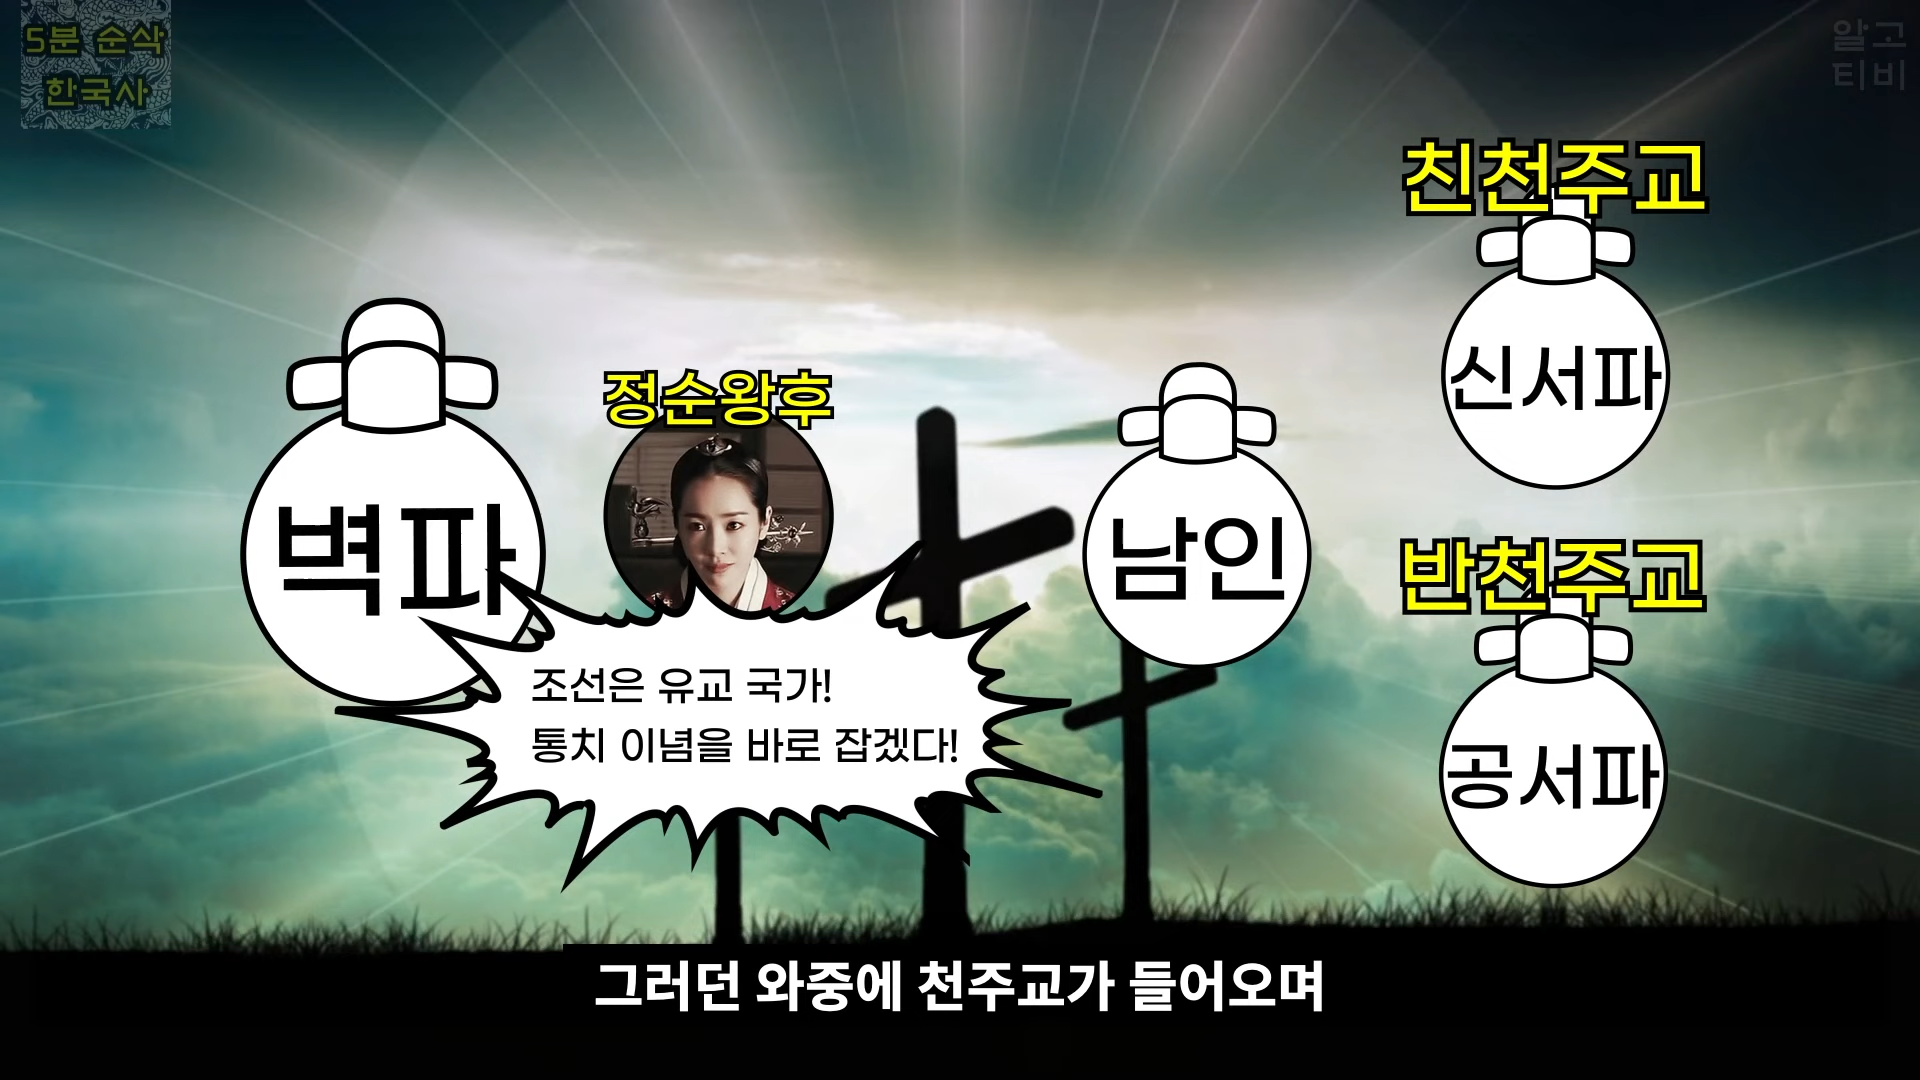 5분 순삭
한국사
알고
티비
친천주교
신서파
정순왕후
벽파
남인
반천주교
공서파
조선은 유교 국가!
통치 이념을 바로 잡겠다!
그러던 와중에 천주교가 들어오며